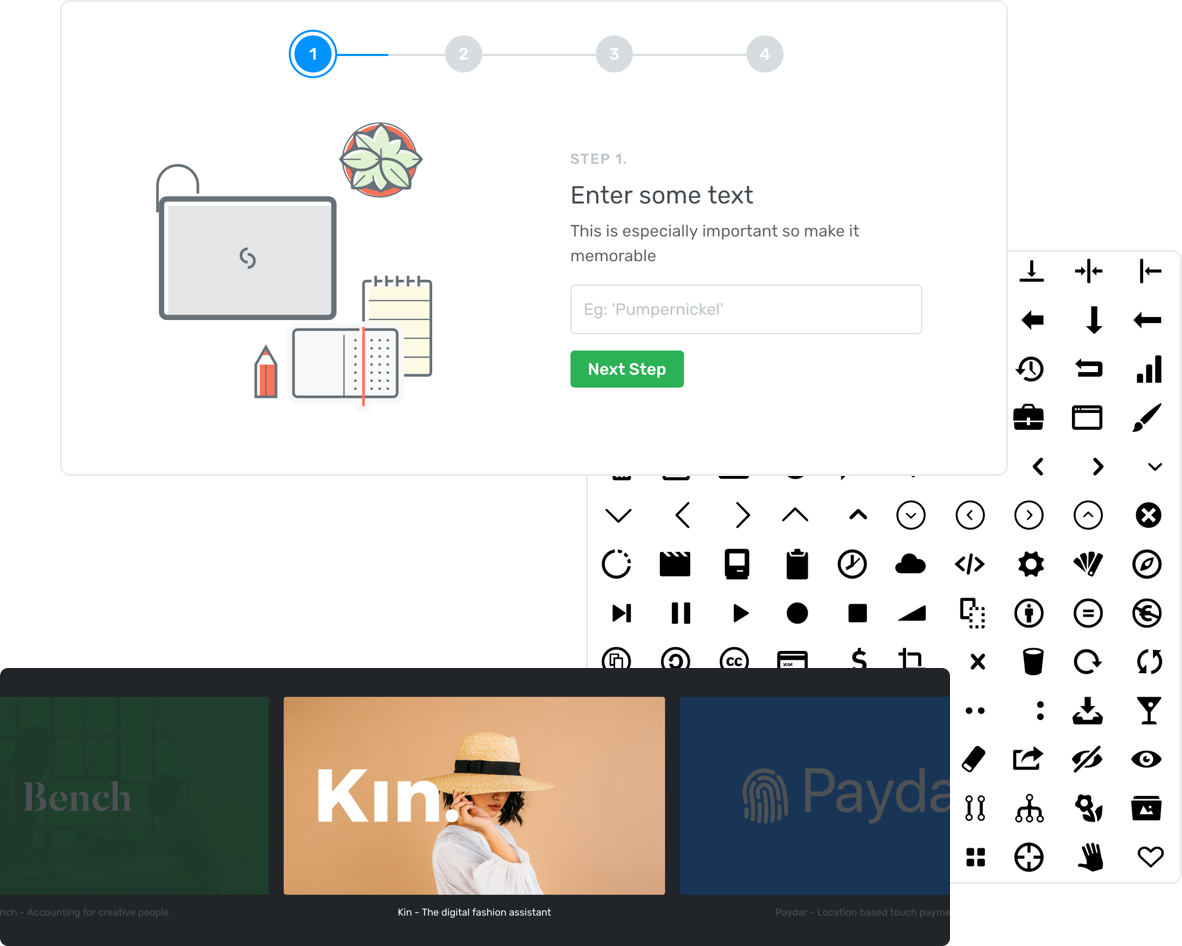 1
2
3
4
STEP 1.
Enter some text
This is especially important so make it
memorable
Eg: 'Pumpernickel'
Next Step
cc
Bench
Kin.
Payda
nch - Accounting for creative people
Kin - The digital fashion assistant
Paydar - Location based touch payme